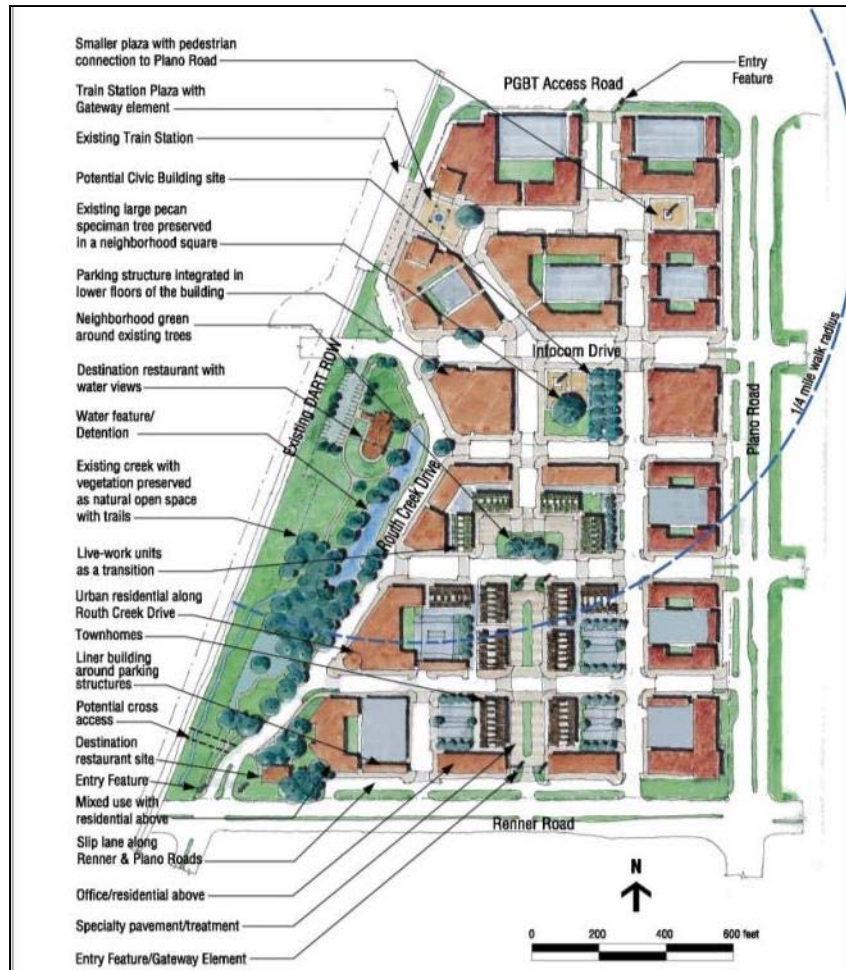 Smaller plaza with pedestrian
connection to Plano Road
Train Station Plaza with
Gateway element
Existing Train Station
Potential Civic Building site
Existing large pecan
speciman tree preserved
in a neighborhood square
Parking structure integrated in
lower floors of the building
Neighborhood green
around existing trees
Destination restaurant with
water views
Water feature/
Detention
Existing creek with
vegetation preserved
as natural open space
with trails
Live-work units
as a transition
Urban residential along
Routh Creek Drive
Townhomes
Liner building
around parking
structures
Potential cross
access
Destination
restaurant site
Entry Feature
Mixed use with
residential above
Slip lane along
Renner & Plano Roads
Office/residential above
Specialty pavement/treatment
Entry Feature/Gateway Element
PGBT Access Road
Entry
Feature
Existing DART ROW
Infocom Drive
Routh Creek Drive
Plano Road
1/4 mile walk radius
Renner Road
N
0 200 400 600 feet